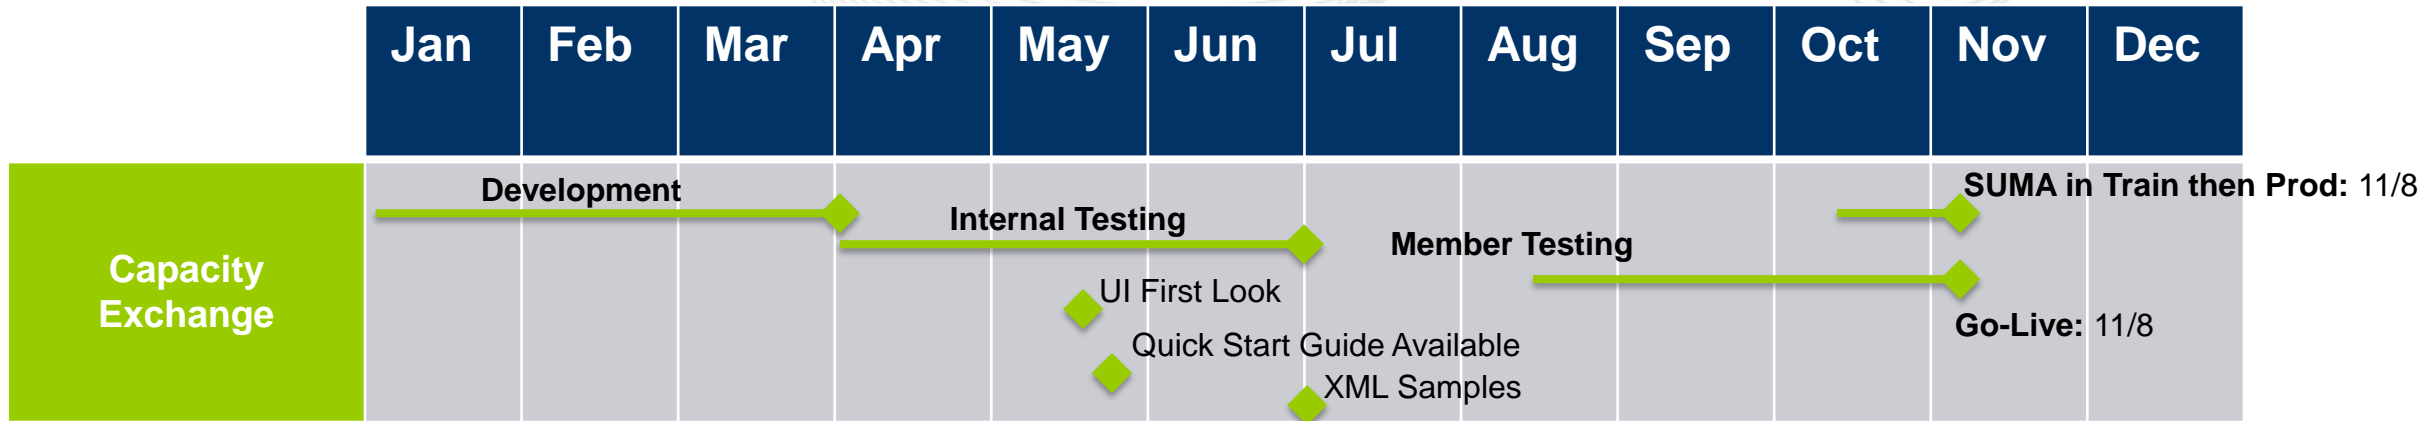 Jan Feb Mar Apr May Jun Jul Aug Sep Oct Nov Dec
Capacity
Exchange
Development
SUMA in Train then Prod: 11/8
Internal Testing
Member Testing
UI First Look
Go-Live: 11/8
Quick Start Guide Available
XML Samples